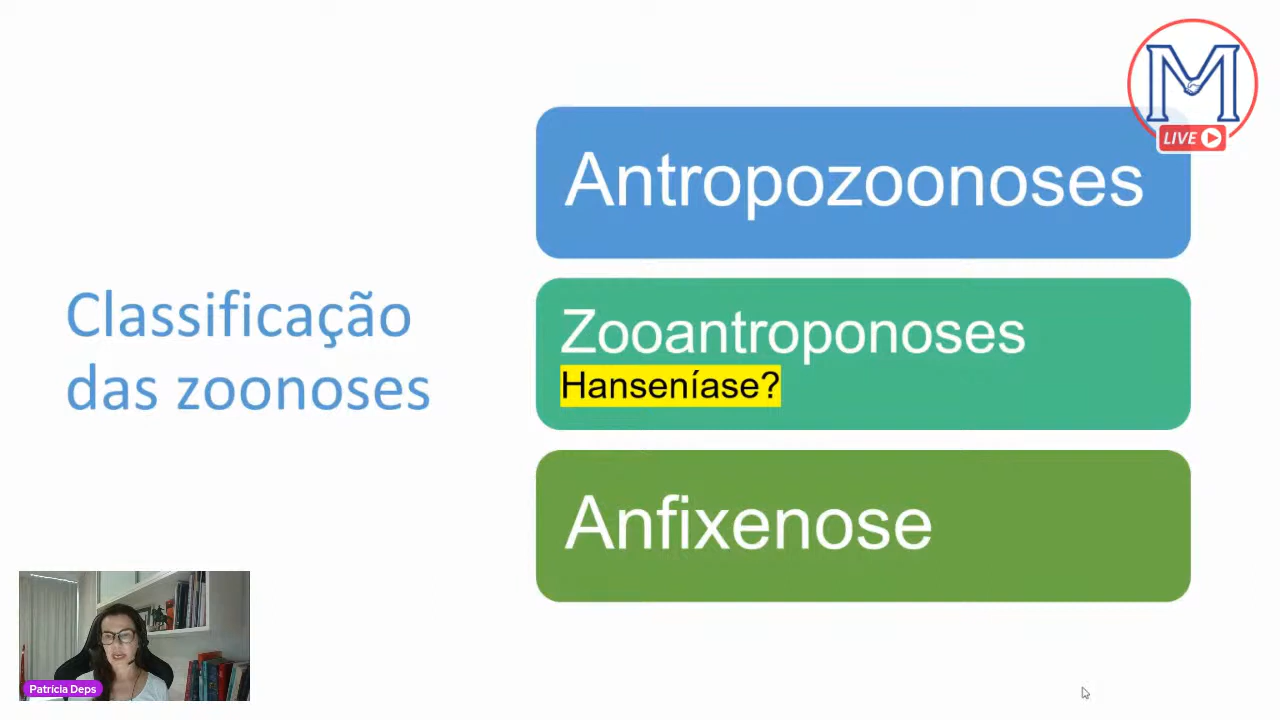 M
LIVE
Antropozoonoses
Classificação
das zoonoses
Zooantroponoses
Hanseníase?
Anfixenose
Patrícia Deps